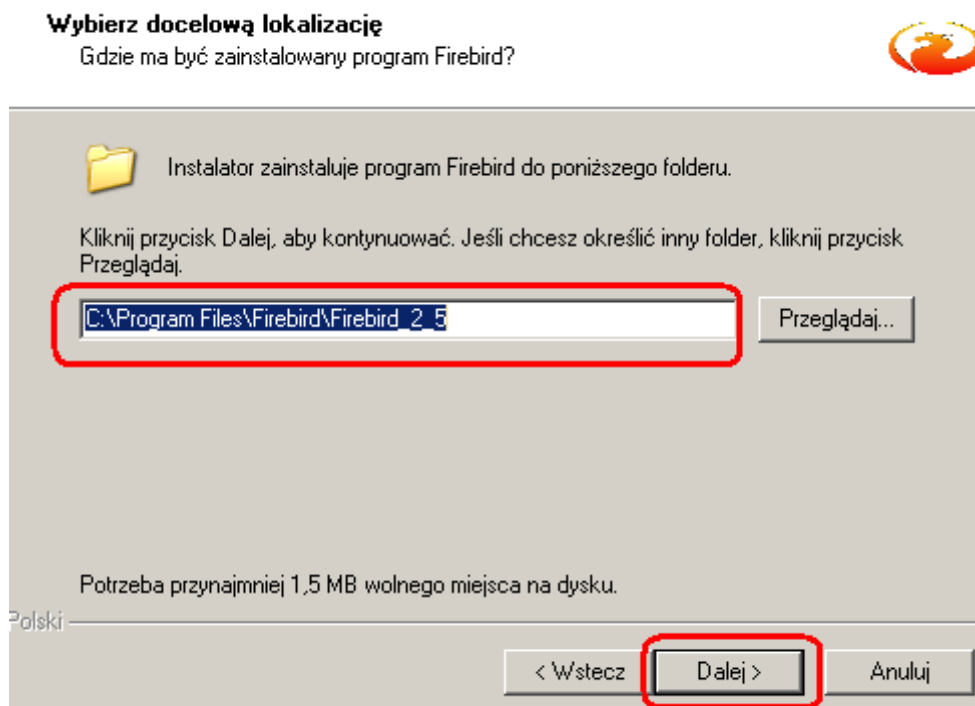 Wybierz docelową lokalizację
Gdzie ma być zainstalowany program Firebird?
Instalator zainstaluje program Firebird do poniższego folderu.
Kliknij przycisk Dalej, aby kontynuować. Jeśli chcesz określić inny folder, kliknij przycisk
Przeglądaj.
C:\Program Files\Firebird\Firebird_2_5
Przeglądaj...
Potrzeba przynajmniej 1,5 MB wolnego miejsca na dysku.
Polski
< Wstecz
Dalej >
Anuluj